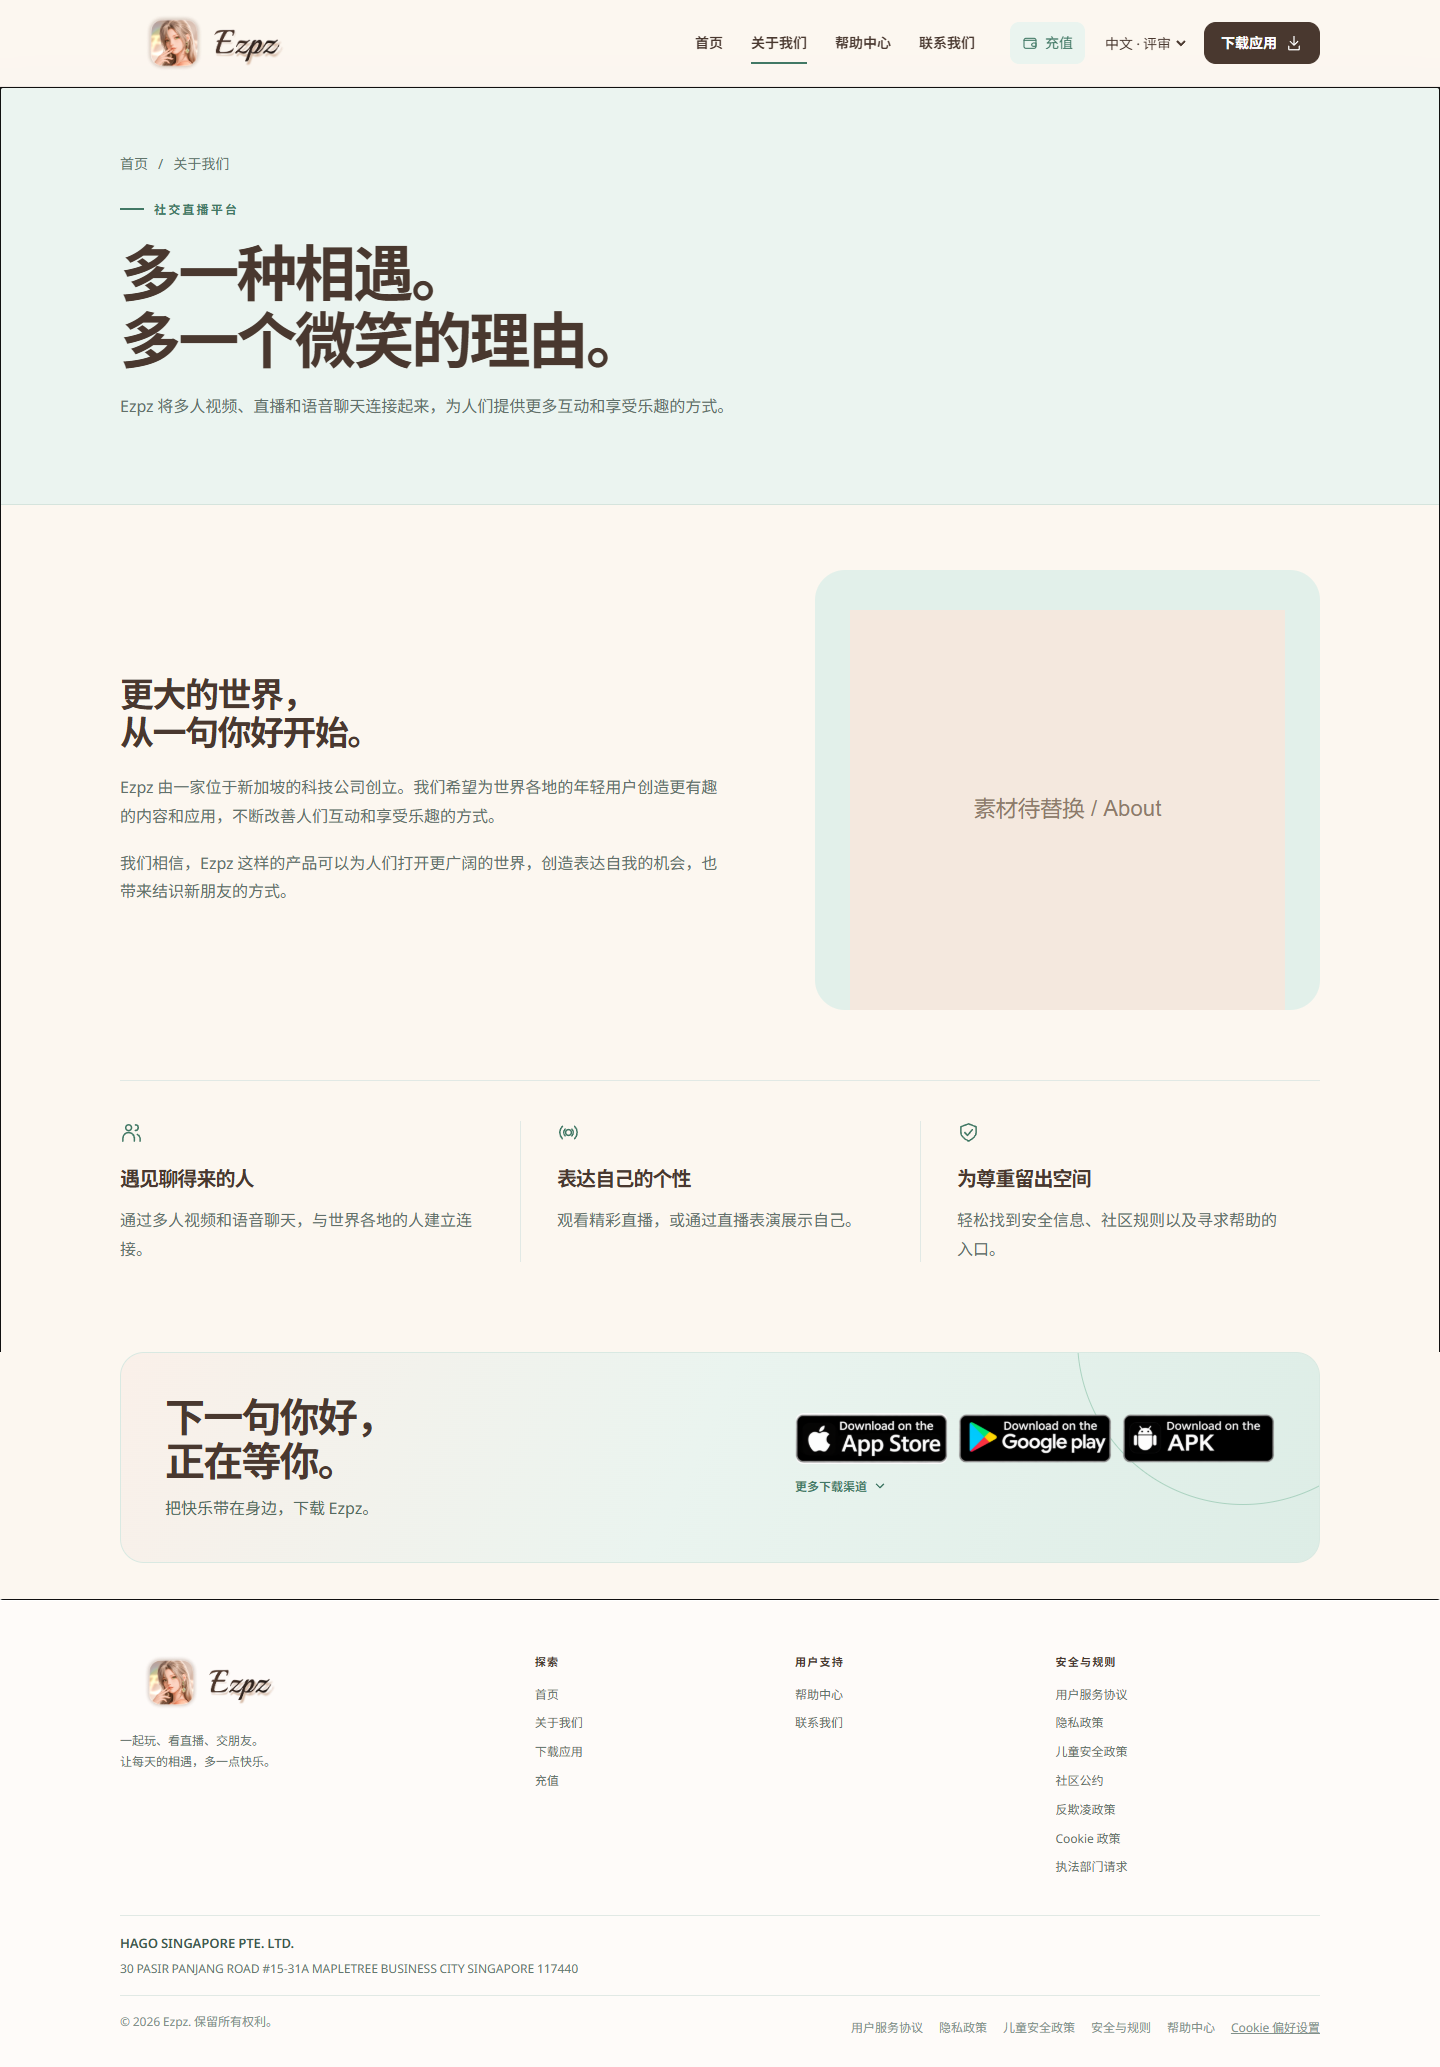 Ezpz
首页
关于我们
帮助中心
联系我们
充值
中文 · 评审
下载应用
首页 / 关于我们
社交直播平台
多一种相遇。
多一个微笑的理由。
Ezpz 将多人视频、直播和语音聊天连接起来，为人们提供更多互动和享受乐趣的方式。
更大的世界，
从一句你好开始。
Ezpz 由一家位于新加坡的科技公司创立。我们希望为世界各地的年轻用户创造更有趣
的内容和应用，不断改善人们互动和享受乐趣的方式。
我们相信，Ezpz 这样的产品可以为人们打开更广阔的世界，创造表达自我的机会，也
带来结识新朋友的方式。
素材待替换 / About
遇见聊得来的人
通过多人视频和语音聊天，与世界各地的人建立连
接。
表达自己的个性
观看精彩直播，或通过直播表演展示自己。
为尊重留出空间
轻松找到安全信息、社区规则以及寻求帮助的
入口。
下一句你好，
正在等你。
把快乐带在身边，下载 Ezpz。
Download on the
App Store
Download on the
Google play
Download on the
APK
更多下载渠道
Ezpz
一起玩、看直播、交朋友。
让每天的相遇，多一点快乐。
探索
首页
关于我们
下载应用
充值
用户支持
帮助中心
联系我们
安全与规则
用户服务协议
隐私政策
儿童安全政策
社区公约
反欺凌政策
Cookie 政策
执法部门请求
HAGO SINGAPORE PTE. LTD.
30 PASIR PANJANG ROAD #15-31A MAPLETREE BUSINESS CITY SINGAPORE 117440
© 2026 Ezpz. 保留所有权利。
用户服务协议
隐私政策
儿童安全政策
安全与规则
帮助中心
Cookie 偏好设置